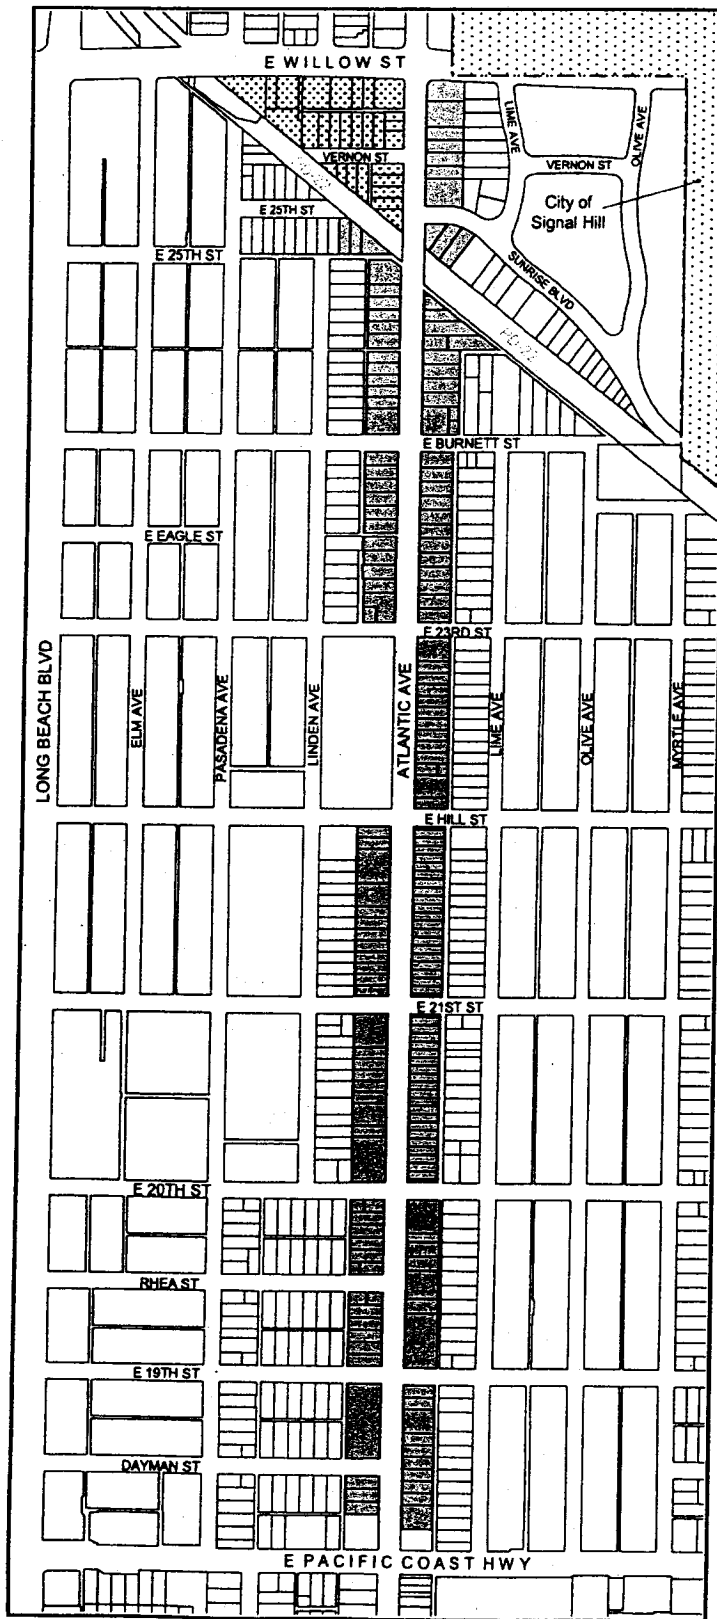 E WILLOW ST
LIME AVE
OLIVE AVE
VERNON ST
VERNON ST
City of
Signal Hill
E 25TH ST
E 25TH ST
SUNRISE BLVD
PD-22
E BURNETT ST
E EAGLE ST
E 23RD ST
LONG BEACH BLVD
ELM AVE
PASADENA AVE
LINDEN AVE
ATLANTIC AVE
LIME AVE
OLIVE AVE
MYRTLE AVE
E HILL ST
E 21ST ST
E 20TH ST
RHEA ST
E 19TH ST
DAYMAN ST
E PACIFIC COAST HWY